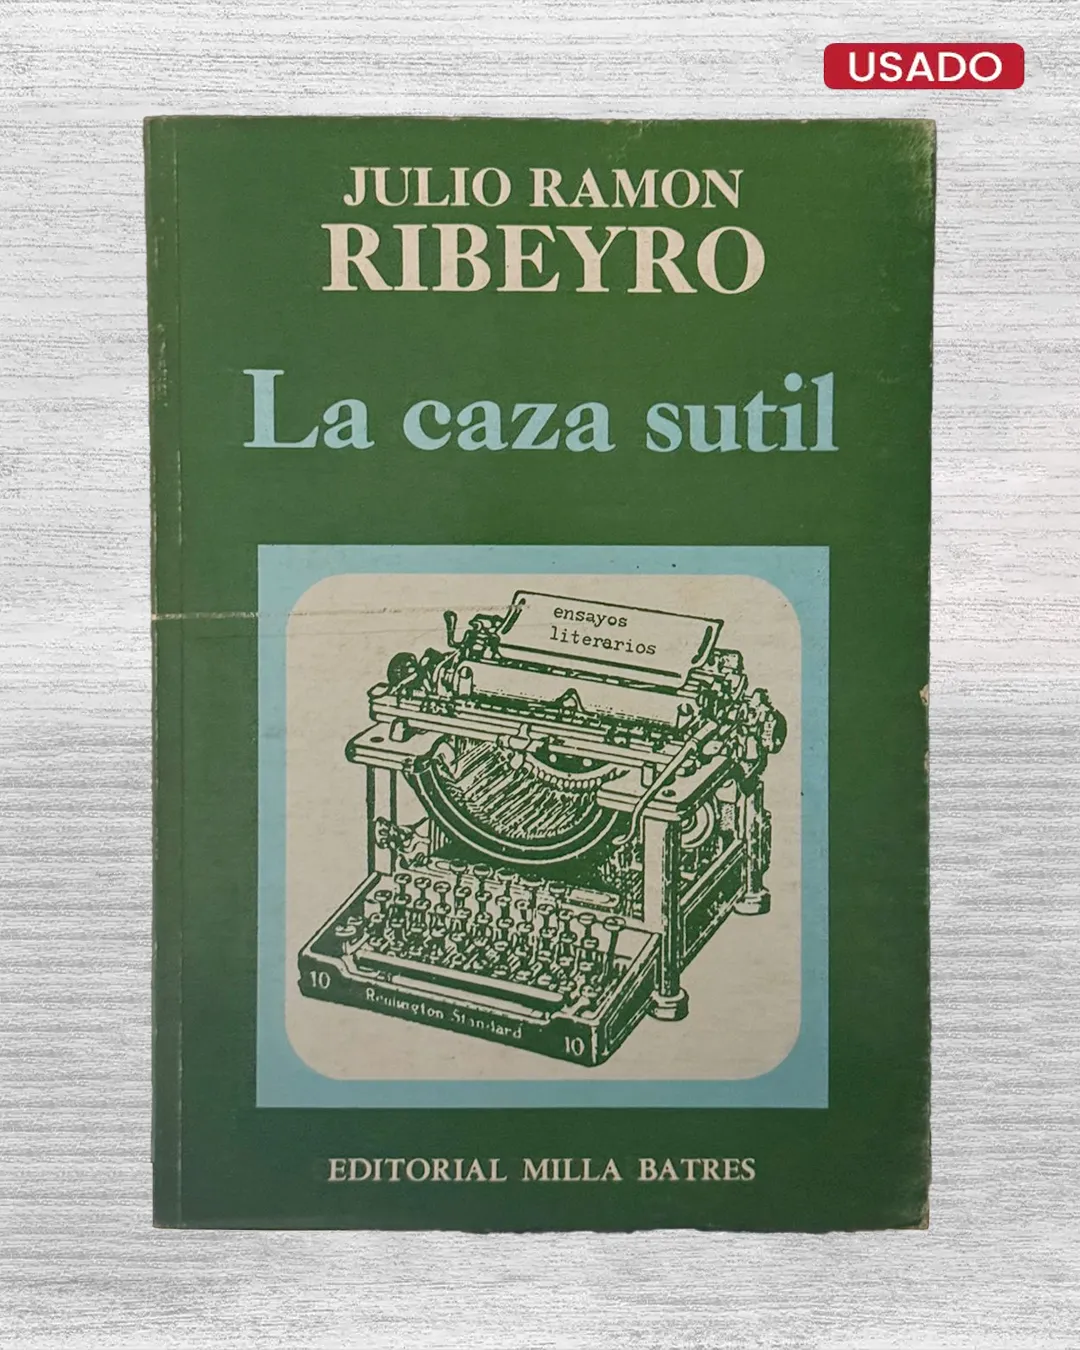 USADO
JULIO RAMON
RIBEYRO
La caza sutil
ensayos
literarios
10
Remington Standard
10
EDITORIAL MILLA BATRES